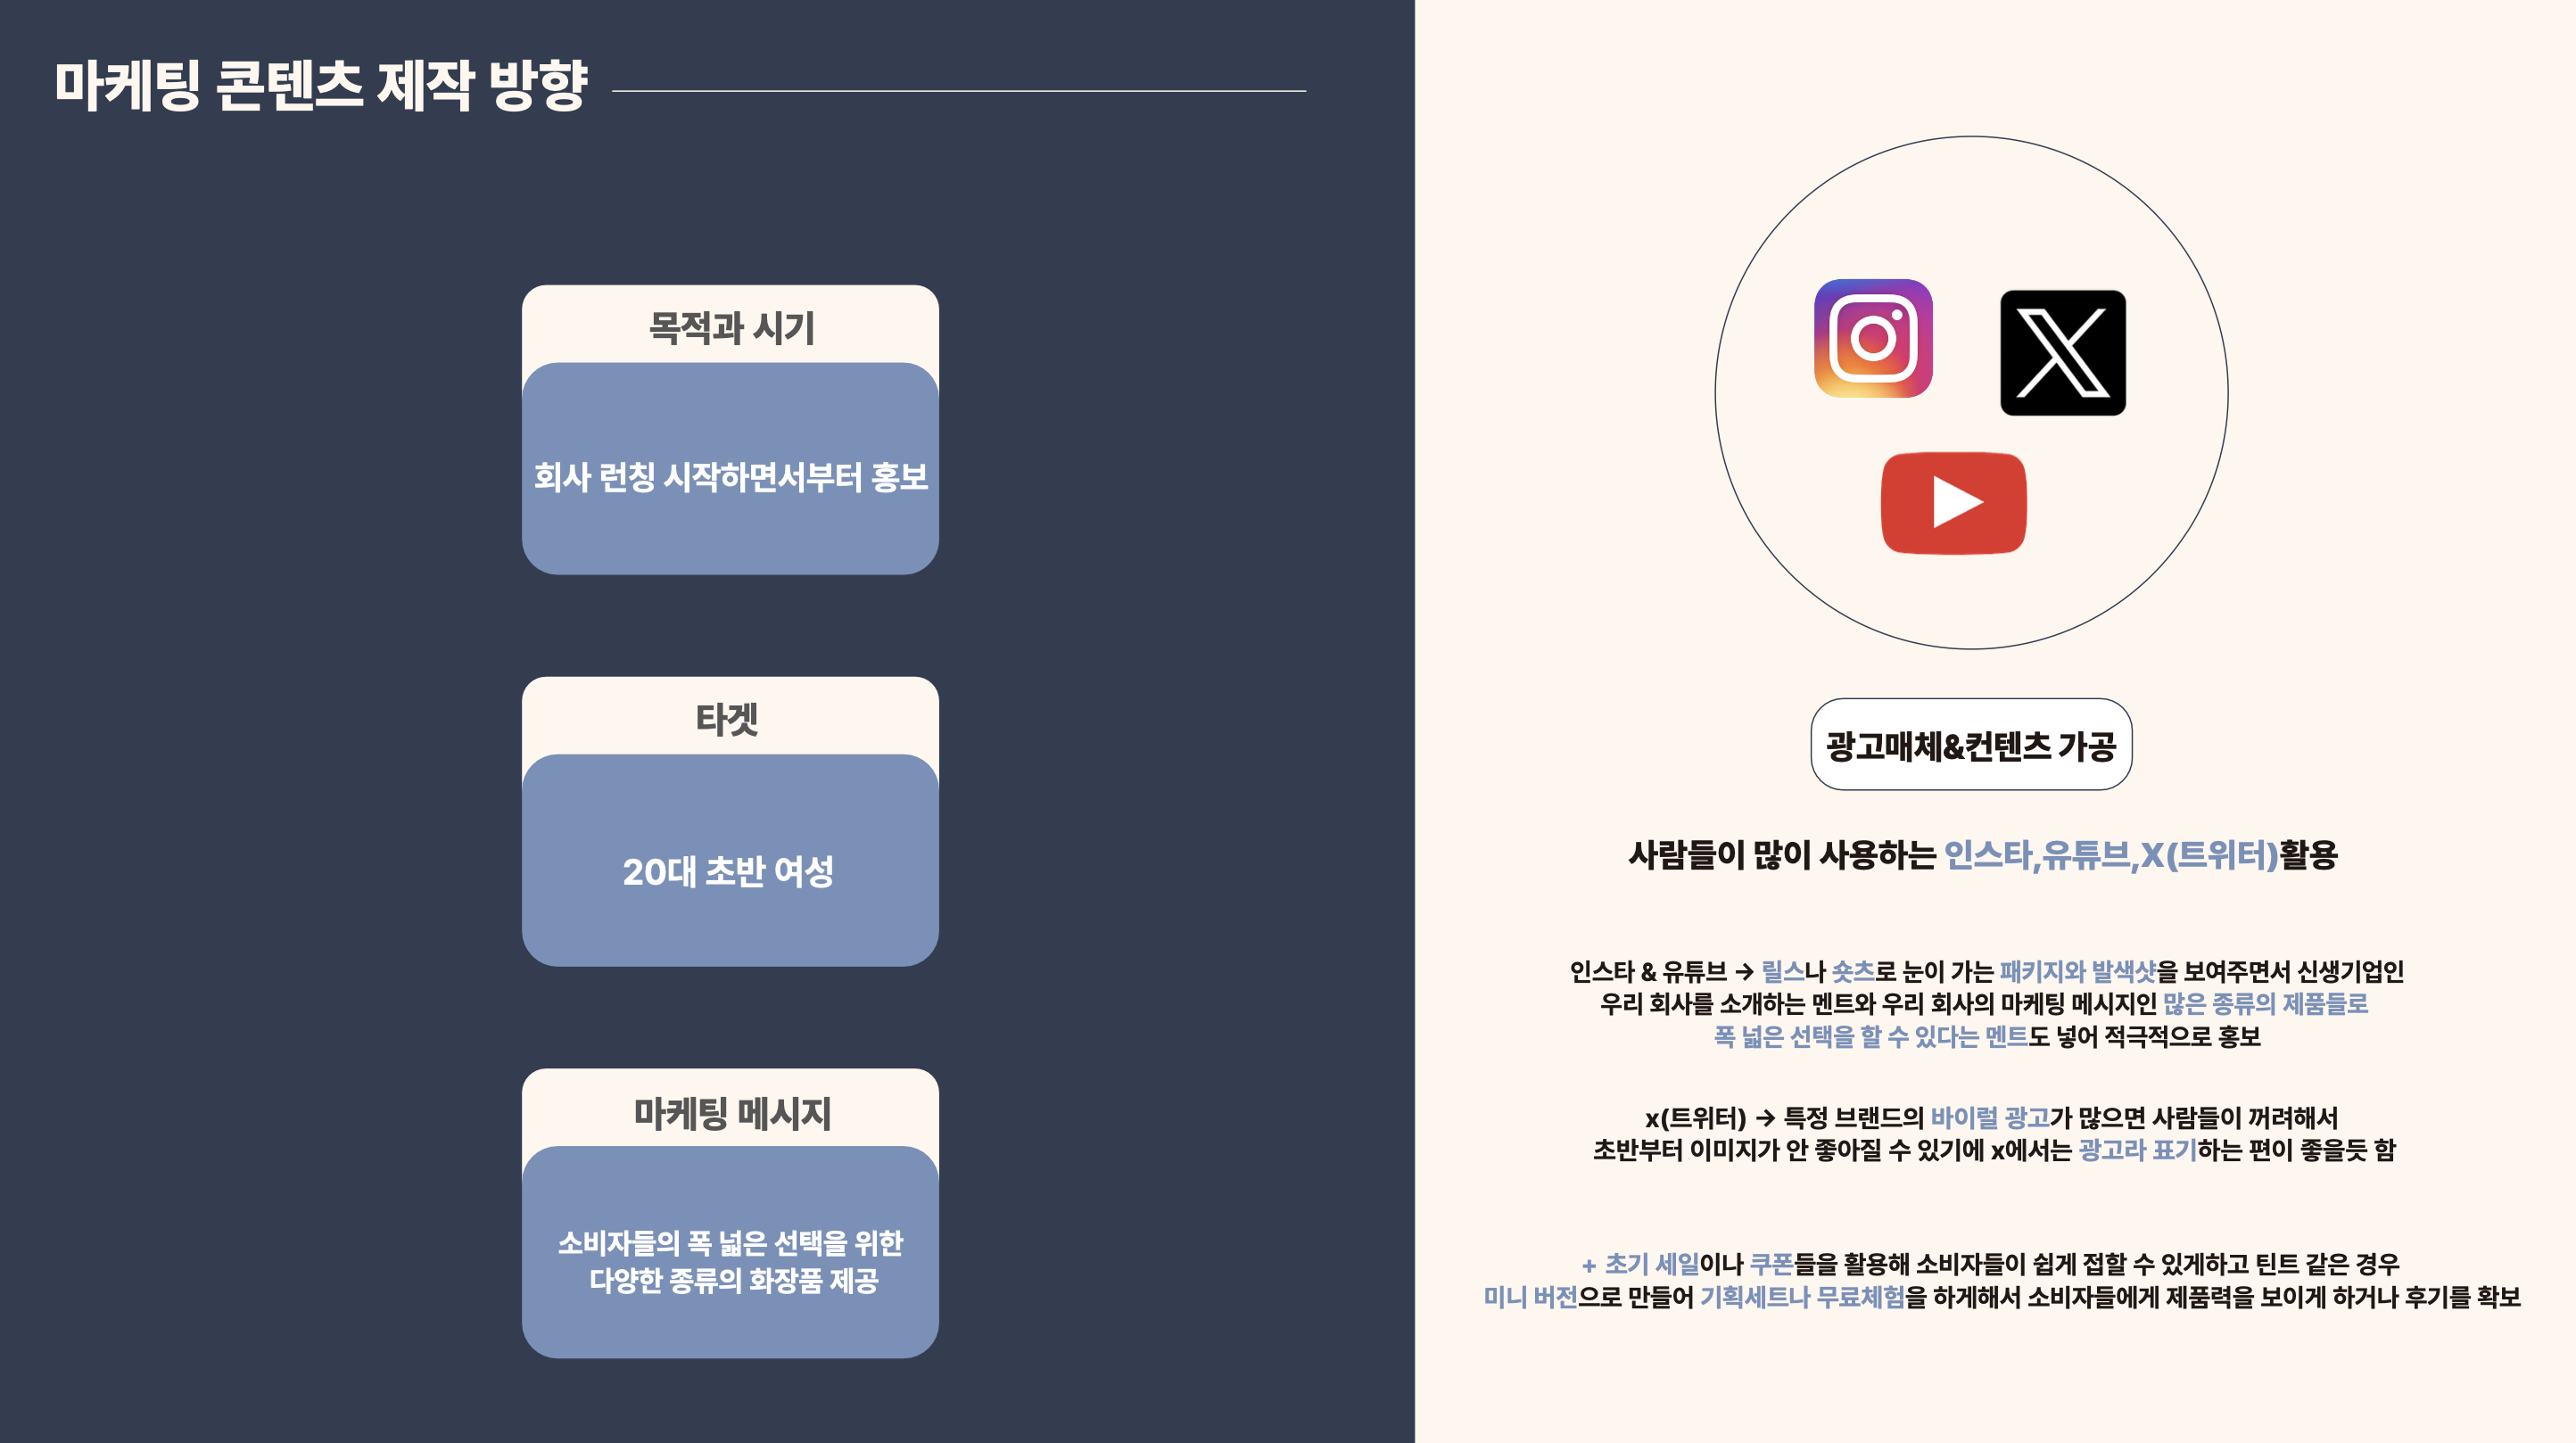 마케팅 콘텐츠 제작 방향
목적과 시기
회사 런칭 시작하면서부터 홍보
타겟
20대 초반 여성
마케팅 메시지
소비자들의 폭 넓은 선택을 위한
다양한 종류의 화장품 제공
광고매체&컨텐츠 가공
사람들이 많이 사용하는 인스타,유튜브,X(트위터)활용
인스타 & 유튜브 → 릴스나 숏츠로 눈이 가는 패키지와 발색샷을 보여주면서 신생기업인
우리 회사를 소개하는 멘트와 우리 회사의 마케팅 메시지인 많은 종류의 제품들로
폭 넓은 선택을 할 수 있다는 멘트도 넣어 적극적으로 홍보
x(트위터) → 특정 브랜드의 바이럴 광고가 많으면 사람들이 꺼려해서
초반부터 이미지가 안 좋아질 수 있기에 x에서는 광고라 표기하는 편이 좋을듯 함
+ 초기 세일이나 쿠폰들을 활용해 소비자들이 쉽게 접할 수 있게하고 틴트 같은 경우
미니 버전으로 만들어 기획세트나 무료체험을 하게해서 소비자들에게 제품력을 보이게 하거나 후기를 확보